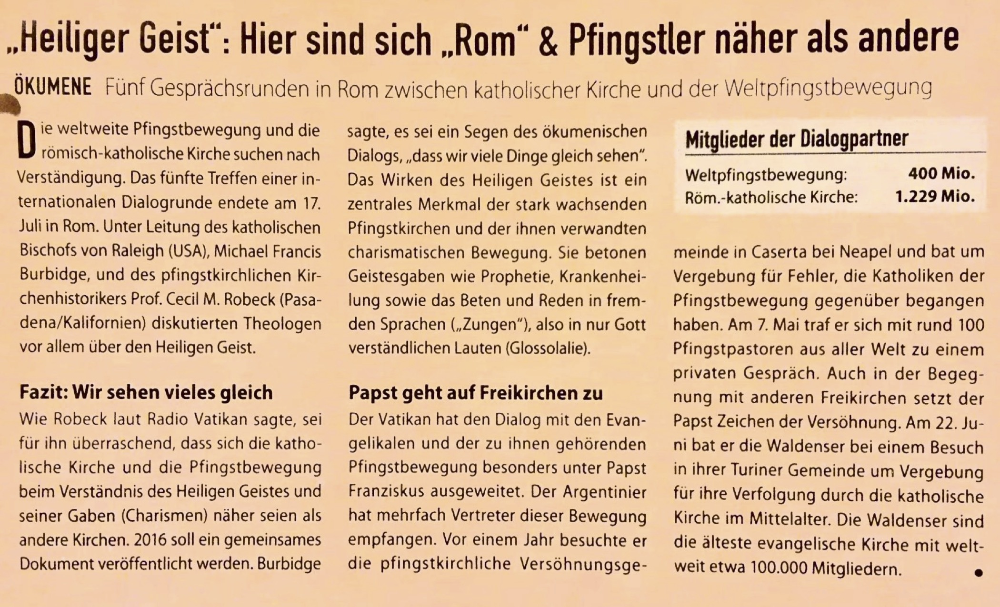 „Heiliger Geist“: Hier sind sich „Rom“ & Pfingstler näher als andere
ÖKUMENE Fünf Gesprächsrunden in Rom zwischen katholischer Kirche und der Weltpfingstbewegung
Die weltweite Pfingstbewegung und die
römisch-katholische Kirche suchen nach
Verständigung. Das fünfte Treffen einer in-
ternationalen Dialogrunde endete am 17.
Juli in Rom. Unter Leitung des katholischen
Bischofs von Raleigh (USA), Michael Francis
Burbidge, und des pfingstkirchlichen Kir-
chenhistorikers Prof. Cecil M. Robeck (Pasa-
dena/Kalifornien) diskutierten Theologen
vor allem über den Heiligen Geist.
Fazit: Wir sehen vieles gleich
Wie Robeck laut Radio Vatikan sagte, sei
für ihn überraschend, dass sich die katho-
lische Kirche und die Pfingstbewegung
beim Verständnis des Heiligen Geistes und
seiner Gaben (Charismen) näher seien als
andere Kirchen. 2016 soll ein gemeinsames
Dokument veröffentlicht werden. Burbidge
sagte, es sei ein Segen des ökumenischen
Dialogs, „dass wir viele Dinge gleich sehen“.
Das Wirken des Heiligen Geistes ist ein
zentrales Merkmal der stark wachsenden
Pfingstkirchen und der ihnen verwandten
charismatischen Bewegung. Sie betonen
Geistesgaben wie Prophetie, Krankenhei-
lung sowie das Beten und Reden in frem-
den Sprachen („Zungen“), also in nur Gott
verständlichen Lauten (Glossolalie).
Papst geht auf Freikirchen zu
Der Vatikan hat den Dialog mit den Evan-
gelikalen und der zu ihnen gehörenden
Pfingstbewegung besonders unter Papst
Franziskus ausgeweitet. Der Argentinier
hat mehrfach Vertreter dieser Bewegung
empfangen. Vor einem Jahr besuchte er
die pfingstkirchliche Versöhnungsge-
Mitglieder der Dialogpartner
Weltpfingstbewegung: 400 Mio.
Röm.-katholische Kirche: 1.229 Mio.
meinde in Caserta bei Neapel und bat um
Vergebung für Fehler, die Katholiken der
Pfingstbewegung gegenüber begangen
haben. Am 7. Mai traf er sich mit rund 100
Pfingstpastoren aus aller Welt zu einem
privaten Gespräch. Auch in der Begeg-
nung mit anderen Freikirchen setzt der
Papst Zeichen der Versöhnung. Am 22. Ju-
ni bat er die Waldenser bei einem Besuch
in ihrer Turiner Gemeinde um Vergebung
für ihre Verfolgung durch die katholische
Kirche im Mittelalter. Die Waldenser sind
die älteste evangelische Kirche mit welt-
weit etwa 100.000 Mitgliedern. •